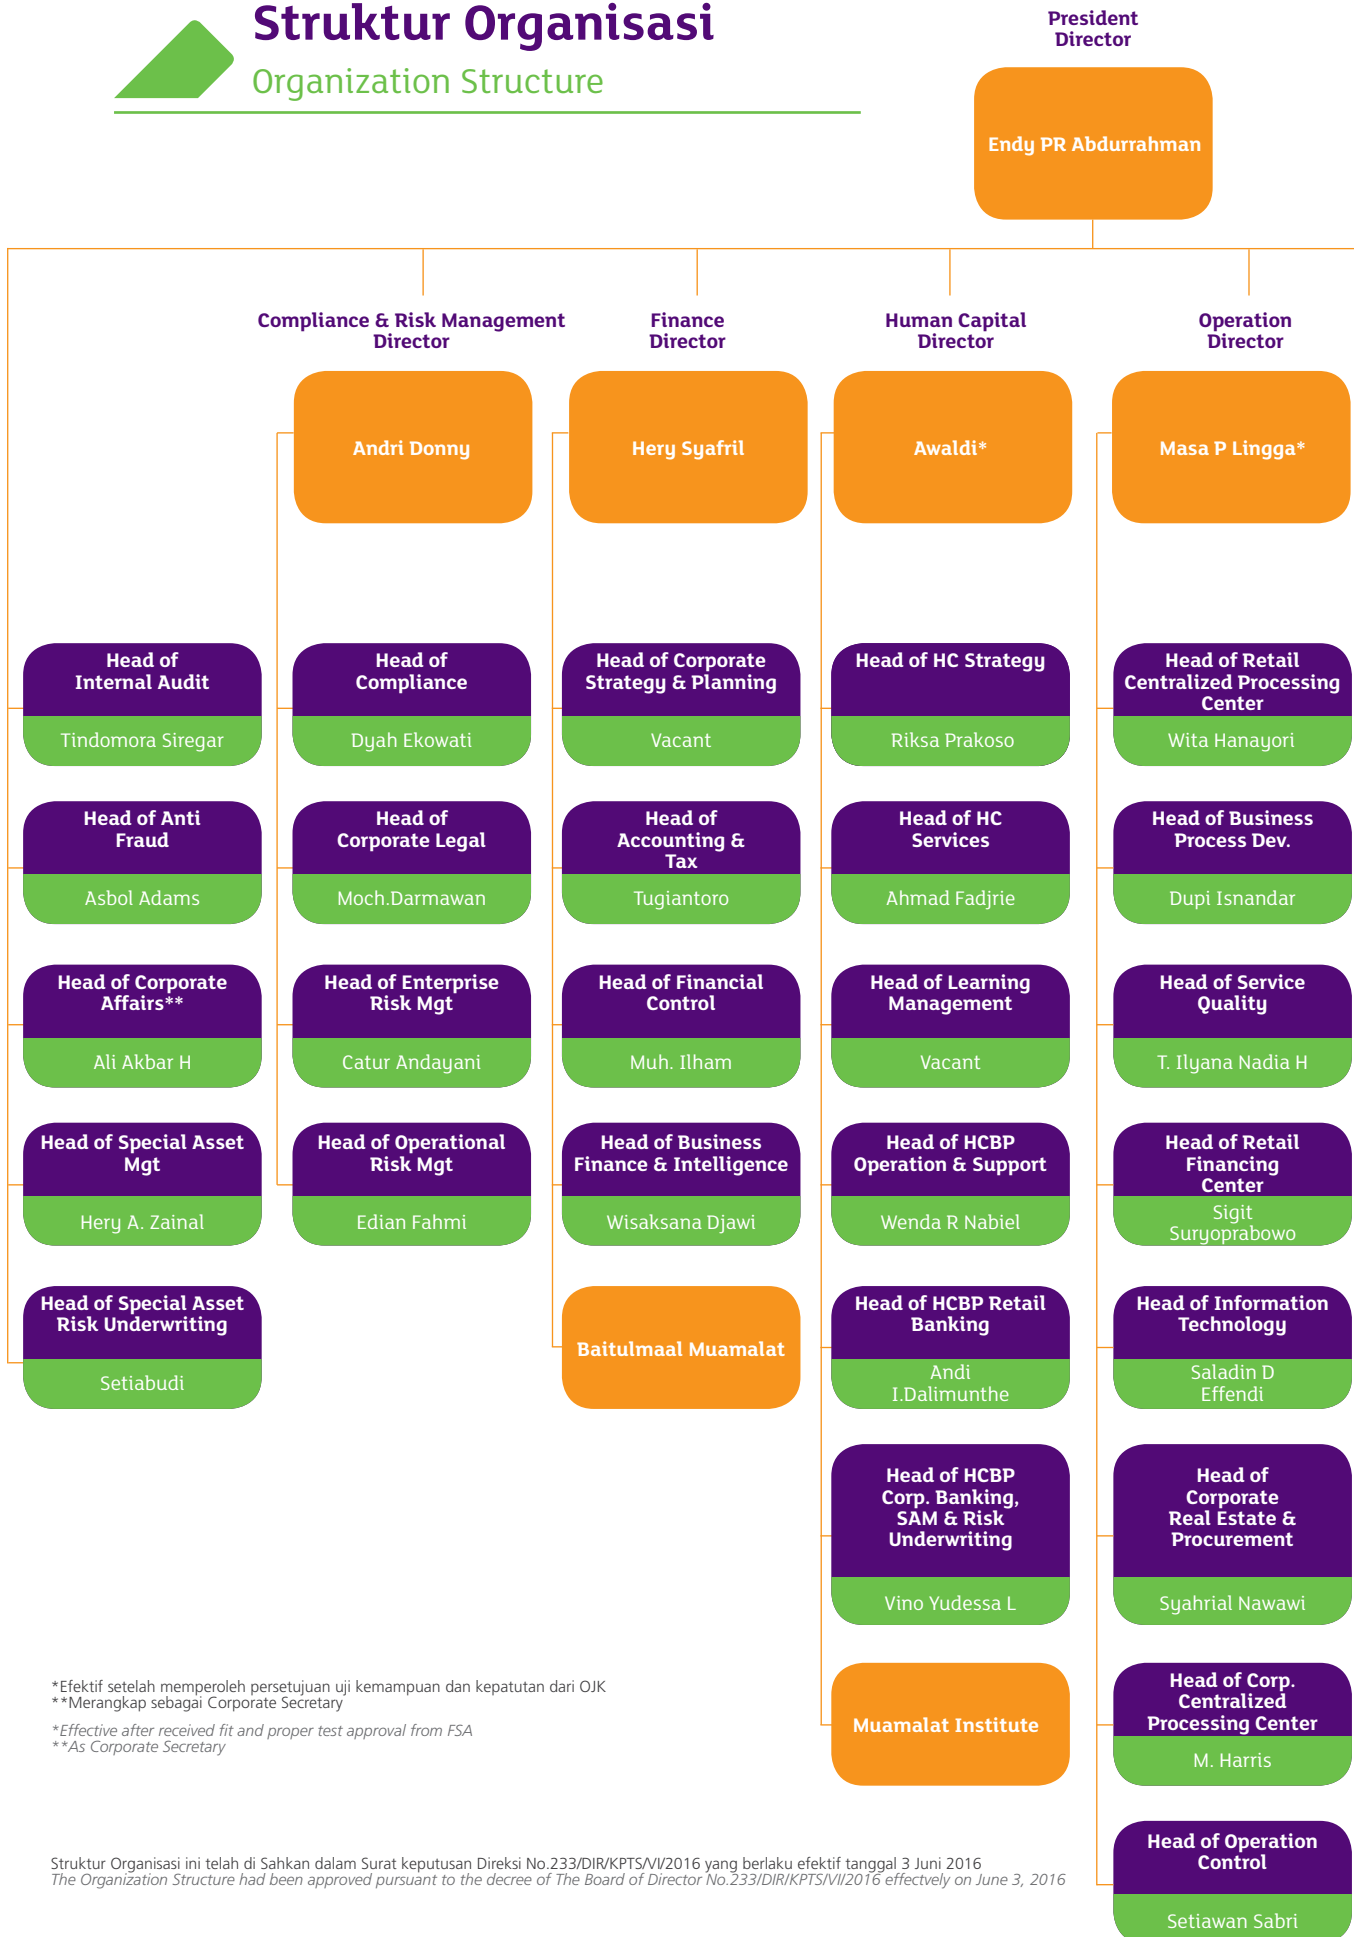 Struktur Organisasi
Organization Structure
President
Director
Endy PR Abdurrahman
Compliance & Risk Management
Director
Andri Donny
Finance
Director
Hery Syafril
Human Capital
Director
Awaldi*
Operation
Director
Masa P Lingga*
Head of
Internal Audit
Tindomora Siregar
Head of Anti
Fraud
Asbol Adams
Head of Corporate
Affairs**
Ali Akbar H
Head of Special Asset
Mgt
Hery A. Zainal
Head of Special Asset
Risk Underwriting
Setiabudi
Head of
Compliance
Dyah Ekowati
Head of
Corporate Legal
Moch.Darmawan
Head of Enterprise
Risk Mgt
Catur Andayani
Head of Operational
Risk Mgt
Edian Fahmi
Head of Corporate
Strategy & Planning
Vacant
Head of
Accounting &
Tax
Tugiantoro
Head of Financial
Control
Muh. Ilham
Head of Business
Finance & Intelligence
Wisaksana Djawi
Baitulmaal Muamalat
Head of HC Strategy
Riksa Prakoso
Head of HC
Services
Ahmad Fadjrie
Head of Learning
Management
Vacant
Head of HCBP
Operation & Support
Wenda R Nabiel
Head of HCBP Retail
Banking
Andi
I.Dalimunthe
Head of HCBP
Corp. Banking,
SAM & Risk
Underwriting
Vino Yudessa L
Muamalat Institute
Head of Retail
Centralized Processing
Center
Wita Hanayori
Head of Business
Process Dev.
Dupi Isnandar
Head of Service
Quality
T. Ilyana Nadia H
Head of Retail
Financing
Center
Sigit
Suryoprabowo
Head of Information
Technology
Saladin D
Effendi
Head of
Corporate
Real Estate &
Procurement
Syahrial Nawawi
Head of Corp.
Centralized
Processing Center
M. Harris
Head of Operation
Control
Setiawan Sabri
*Efektif setelah memperoleh persetujuan uji kemampuan dan kepatutan dari OJK
**Merangkap sebagai Corporate Secretary
*Effective after received fit and proper test approval from FSA
**As Corporate Secretary
Struktur Organisasi ini telah di Sahkan dalam Surat keputusan Direksi No.233/DIR/KPTS/VI/2016 yang berlaku efektif tanggal 3 Juni 2016
The Organization Structure had been approved pursuant to the decree of The Board of Director No.233/DIR/KPTS/VI/2016 effectvely on June 3, 2016